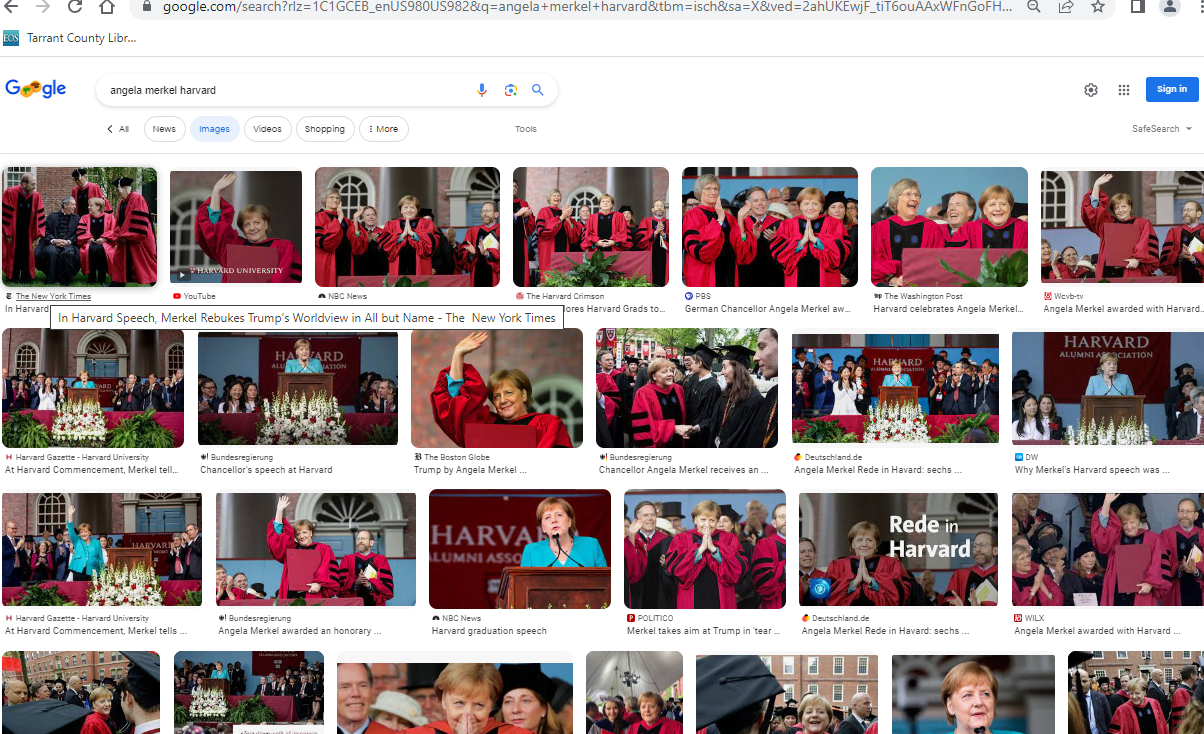 google.com/search?rlz=1C1GCEB_enUS980US982&q=angela+merkel+harvard&tbm=isch&sa=X&ved=2ahUKEwjF_tiT6ouAAxWFnGoFH...
EOS Tarrant County Libr...
Google angela merkel harvard Sign in
All News Images Videos Shopping More Tools SafeSearch
HARVARD UNIVERSITY
The New York Times YouTube NBC News The Harvard Crimson PBS The Washington Post Wcvb-tv
In Harvard ores Harvard Grads to... German Chancellor Angela Merkel aw... Harvard celebrates Angela Merkel... Angela Merkel awarded with Harvard...
In Harvard Speech, Merkel Rebukes Trump's Worldview in All but Name - The New York Times
HARVARD
ALUMNI ASSOCIATION
HARVARD
HARVARD
ALUMNI ASSOCIATION
Harvard Gazette - Harvard University Bundesregierung The Boston Globe Bundesregierung Deutschland.de DW
At Harvard Commencement, Merkel tell... Chancellor's speech at Harvard Trump by Angela Merkel ... Chancellor Angela Merkel receives an ... Angela Merkel Rede in Havard: sechs ... Why Merkel's Harvard speech was ...
HARVARD
HARVARD
ALUMNI ASSOC
Rede in
Harvard
Harvard Gazette - Harvard University Bundesregierung NBC News POLITICO Deutschland.de WILX
At Harvard Commencement, Merkel tells ... Angela Merkel awarded an honorary ... Harvard graduation speech Merkel takes aim at Trump in 'tear ... Angela Merkel Rede in Havard: sechs ... Angela Merkel awarded with Harvard ...